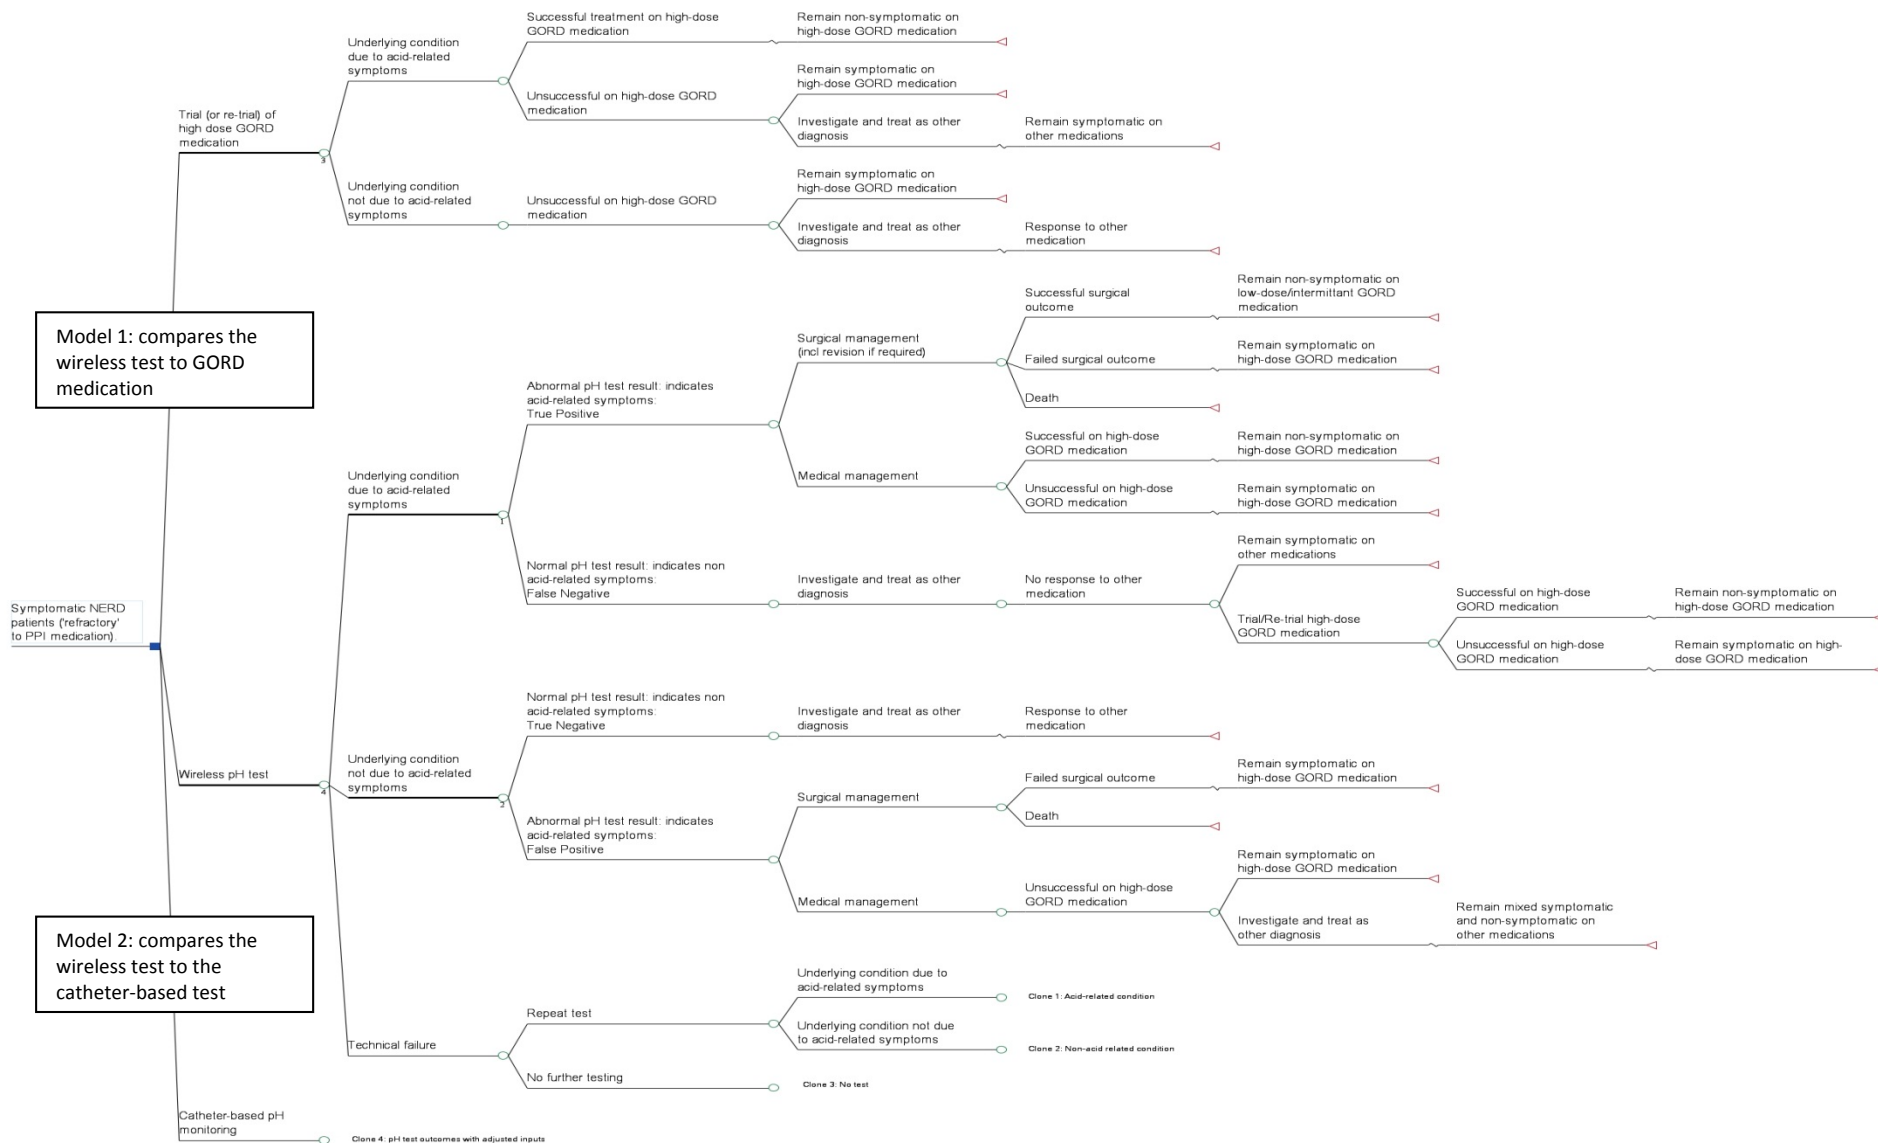 Symptomatic NERD
patients ('refractory'
to PPI medication).
Trial (or re-trial) of
high dose GORD
medication
3
Underlying condition
due to acid-related
symptoms
Successful treatment on high-dose
GORD medication
Remain non-symptomatic on
high-dose GORD medication
Unsuccessful on high-dose GORD
medication
Remain symptomatic on
high-dose GORD medication
Investigate and treat as other
diagnosis
Remain symptomatic on
other medications
Underlying condition
not due to acid-related
symptoms
Unsuccessful on high-dose GORD
medication
Remain symptomatic on
high-dose GORD medication
Investigate and treat as other
diagnosis
Response to other
medication
Model 1: compares the
wireless test to GORD
medication
Wireless pH test
4
Underlying condition
due to acid-related
symptoms
1
Abnormal pH test result: indicates
acid-related symptoms:
True Positive
Surgical management
(incl revision if required)
Successful surgical
outcome
Remain non-symptomatic on
low-dose/intermittant GORD
medication
Failed surgical outcome
Remain symptomatic on
high-dose GORD medication
Death
Medical management
Successful on high-dose
GORD medication
Remain non-symptomatic on
high-dose GORD medication
Unsuccessful on high-dose
GORD medication
Remain symptomatic on
high-dose GORD medication
Normal pH test result: indicates non
acid-related symptoms:
False Negative
Investigate and treat as other
diagnosis
No response to other
medication
Remain symptomatic on
other medications
Trial/Re-trial high-dose
GORD medication
Successful on high-dose
GORD medication
Remain non-symptomatic on
high-dose GORD medication
Unsuccessful on high-dose
GORD medication
Remain symptomatic on high-
dose GORD medication
Underlying condition
not due to acid-related
symptoms
2
Normal pH test result: indicates non
acid-related symptoms:
True Negative
Investigate and treat as other
diagnosis
Response to other
medication
Abnormal pH test result: indicates
acid-related symptoms:
False Positive
Surgical management
Failed surgical outcome
Remain symptomatic on
high-dose GORD medication
Death
Medical management
Unsuccessful on high-dose
GORD medication
Remain symptomatic on
high-dose GORD medication
Investigate and treat as
other diagnosis
Remain mixed symptomatic
and non-symptomatic on
other medications
Technical failure
Repeat test
Underlying condition due to
acid-related symptoms
Clone 1: Acid-related condition
Underlying condition not due
to acid-related symptoms
Clone 2: Non-acid related condition
No further testing
Clone 3: No test
Model 2: compares the
wireless test to the
catheter-based test
Catheter-based pH
monitoring
Clone 4: pH test outcomes with adjusted inputs